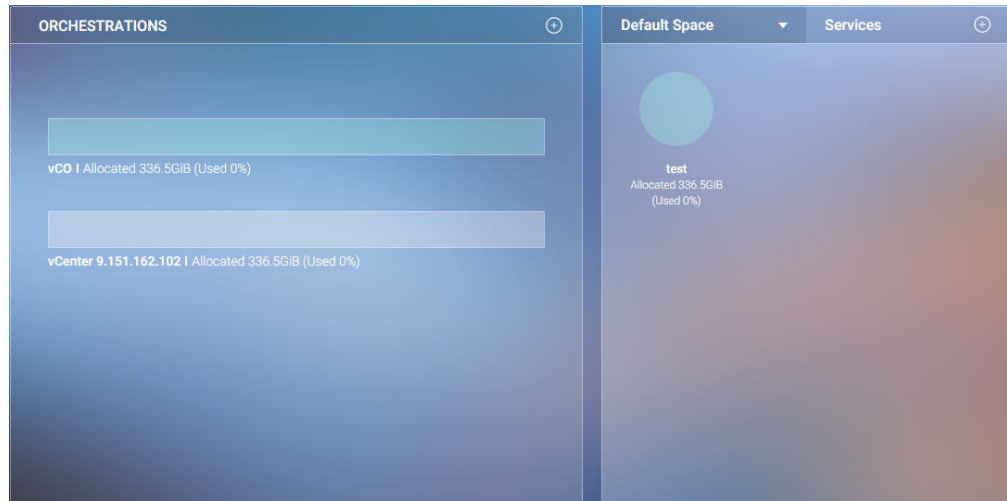 ORCHESTRATIONS
vCO I Allocated 336.5GiB (Used 0%)
vCenter 9.151.162.102 I Allocated 336.5GiB (Used 0%)
Default Space
Services
test
Allocated 336.5GiB
(Used 0%)